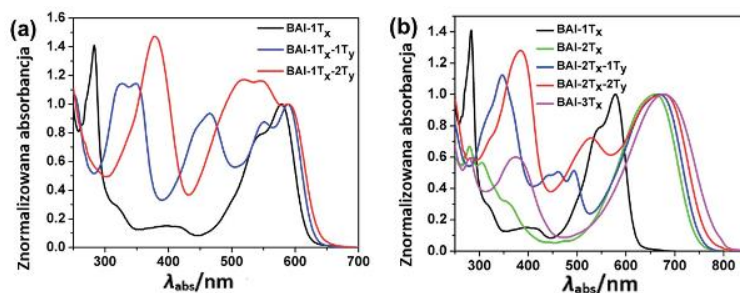 (a)
BAI-1Tx
BAI-1Tx-1Ty
BAI-1Tx-2Ty
Znormalizowana absorbancja
1.6
1.4
1.2
1.0
0.8
0.6
0.4
0.2
0.0
300 400 500 600 700
λabs/nm
(b)
BAI-1Tx
BAI-2Tx
BAI-2Tx-1Ty
BAI-2Tx-2Ty
BAI-3Tx
Znormalizowana absorbancja
1.4
1.2
1.0
0.8
0.6
0.4
0.2
0.0
300 400 500 600 700 800
λabs/nm